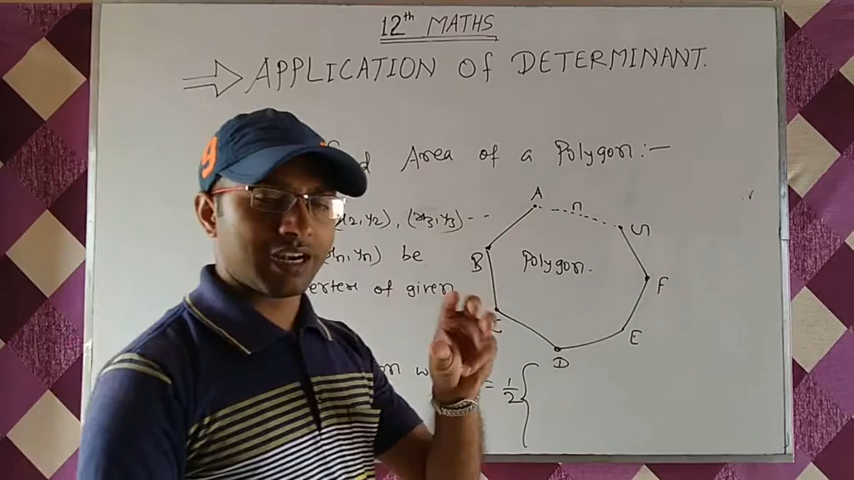 12th MATHS
⇒ APPLICATION OF DETERMINANT.
Area of a Polygon :-
x2, y2), (x3, y3) - -
yn) be
of given
= 1/2 {
A
n
G
B
Polygon.
F
E
D